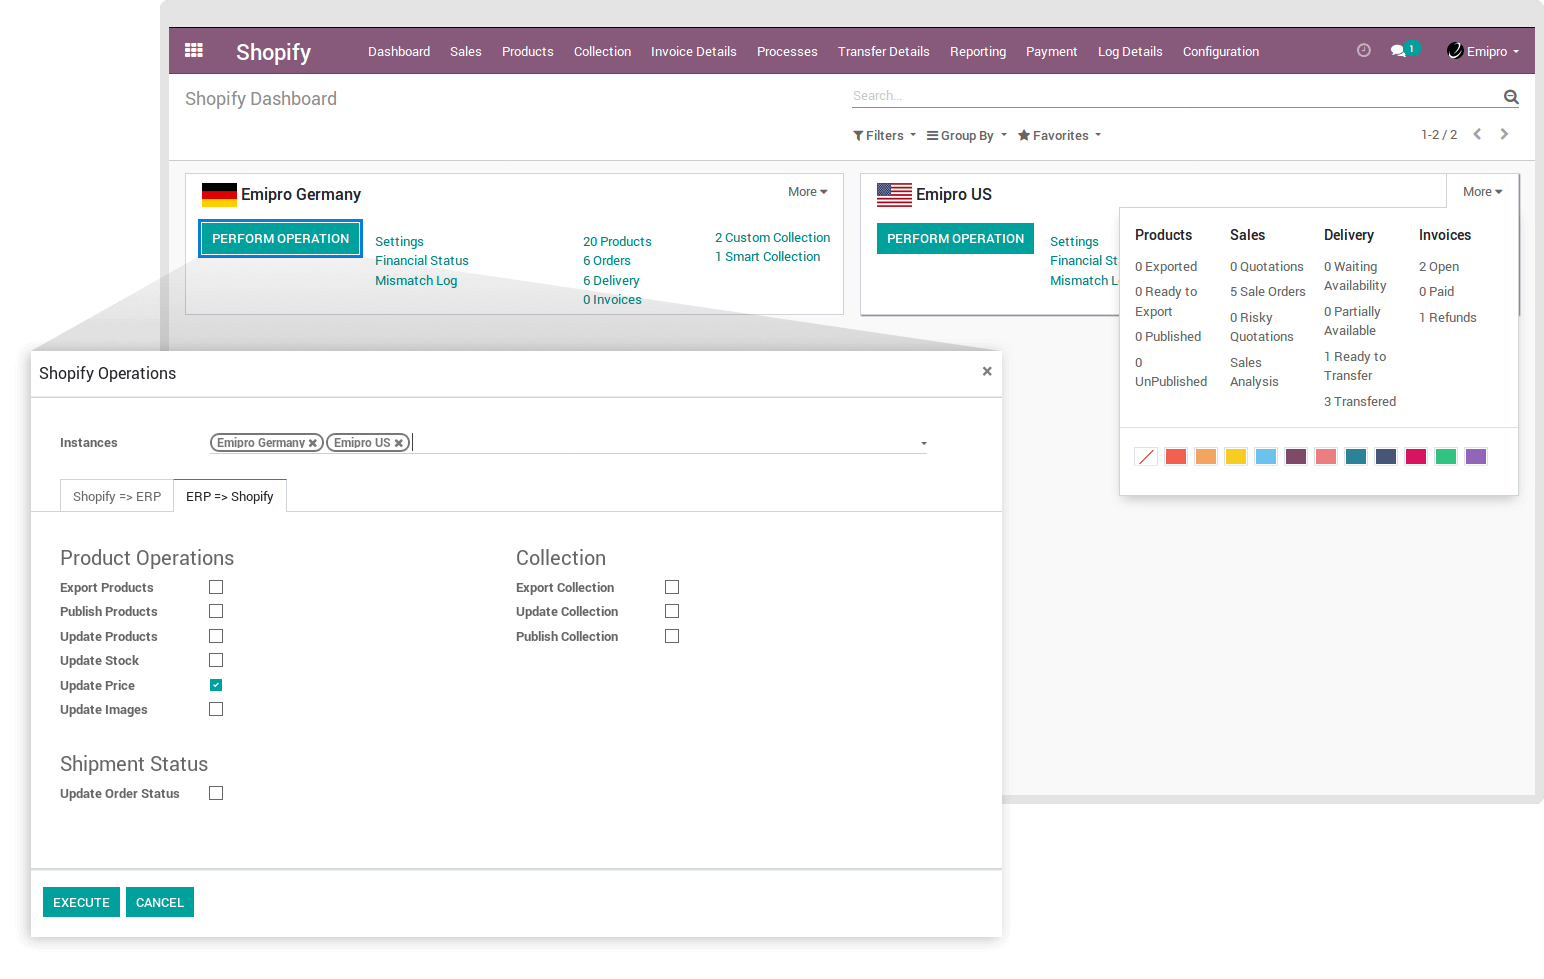 Shopify Dashboard Sales Products Collection Invoice Details Processes Transfer Details Reporting Payment Log Details Configuration 1 Emipro
Shopify Dashboard
Search...
Filters Group By Favorites 1-2 / 2
Emipro Germany More
PERFORM OPERATION
Settings
Financial Status
Mismatch Log
20 Products
6 Orders
6 Delivery
0 Invoices
2 Custom Collection
1 Smart Collection
Emipro US More
PERFORM OPERATION
Settings
Financial St
Mismatch L
Products
0 Exported
0 Ready to
Export
0 Published
0
UnPublished
Sales
0 Quotations
5 Sale Orders
0 Risky
Quotations
Sales
Analysis
Delivery
0 Waiting
Availability
0 Partially
Available
1 Ready to
Transfer
3 Transfered
Invoices
2 Open
0 Paid
1 Refunds
Shopify Operations
Instances Emipro Germany Emipro US
Shopify => ERP ERP => Shopify
Product Operations
Export Products
Publish Products
Update Products
Update Stock
Update Price
Update Images
Collection
Export Collection
Update Collection
Publish Collection
Shipment Status
Update Order Status
EXECUTE CANCEL